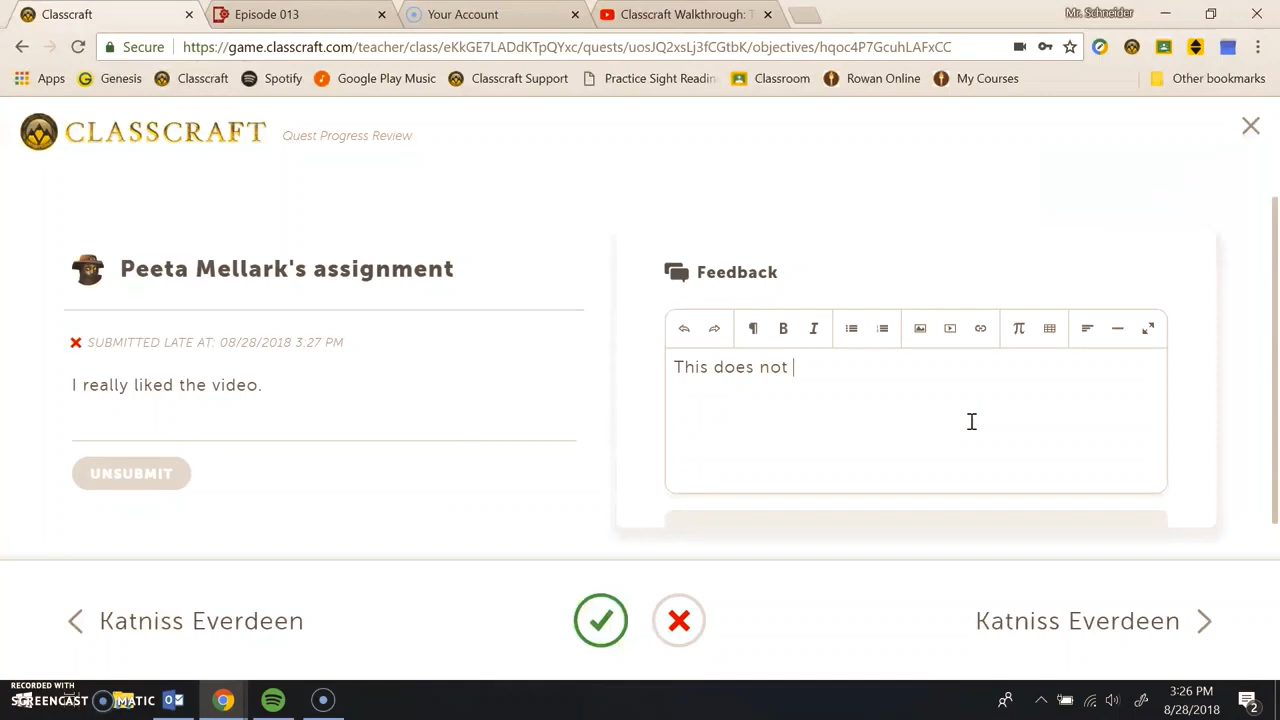 Classcraft
Episode 013
Your Account
Classcraft Walkthrough: T
Mr. Schneider
Secure
https://game.classcraft.com/teacher/class/eKkGE7LADdKTpQYxc/quests/uosJQ2xsLj3fCGtbK/objectives/hqoc4P7GcuhLAFxCC
Apps
Genesis
Classcraft
Spotify
Google Play Music
Classcraft Support
Practice Sight Readin
Classroom
Rowan Online
My Courses
Other bookmarks
CLASSCRAFT
Quest Progress Review
Peeta Mellark's assignment
SUBMITTED LATE AT: 08/28/2018 3:27 PM
I really liked the video.
UNSUBMIT
Feedback
This does not
Katniss Everdeen
Katniss Everdeen
RECORDED WITH
SCREENCAST MATIC
3:26 PM
8/28/2018
2